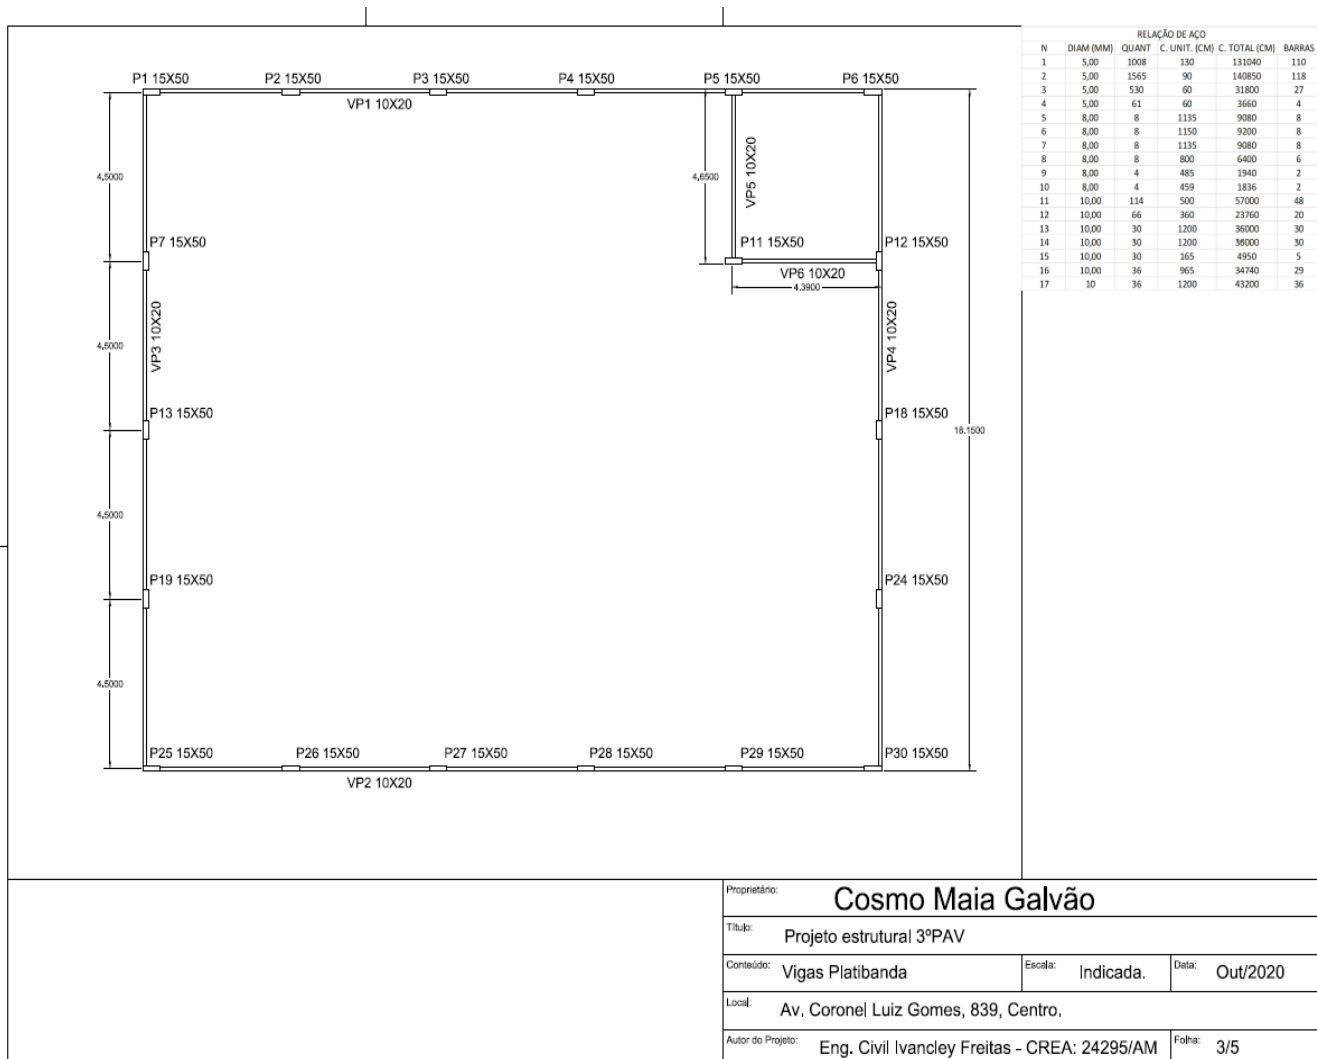 RELAÇÃO DE AÇO
N DIAM (MM) QUANT C. UNIT. (CM) C. TOTAL (CM) BARRAS
1 5,00 1008 130 131040 110
2 5,00 1565 90 140850 118
3 5,00 530 60 31800 27
4 5,00 61 60 3660 4
5 8,00 8 1135 9080 8
6 8,00 8 1150 9200 8
7 8,00 8 1135 9080 8
8 8,00 8 800 6400 6
9 8,00 4 485 1940 2
10 8,00 4 459 1836 2
11 10,00 114 500 57000 48
12 10,00 66 360 23760 20
13 10,00 30 1200 36000 30
14 10,00 30 1200 36000 30
15 10,00 30 165 4950 5
16 10,00 36 965 34740 29
17 10 36 1200 43200 36
P1 15X50 P2 15X50 P3 15X50 P4 15X50 P5 15X50 P6 15X50
VP1 10X20
4,5000
4,6500
VP5 10X20
P7 15X50 P11 15X50 P12 15X50
VP6 10X20
4.3900
VP3 10X20
4,5000
VP4 10X20
P13 15X50 P18 15X50
18.1500
4,5000
P19 15X50 P24 15X50
4,5000
P25 15X50 P26 15X50 P27 15X50 P28 15X50 P29 15X50 P30 15X50
VP2 10X20
Proprietário: Cosmo Maia Galvão
Título: Projeto estrutural 3ºPAV
Conteúdo: Vigas Platibanda Escala: Indicada. Data: Out/2020
Local: Av. Coronel Luiz Gomes, 839, Centro.
Autor do Projeto: Eng. Civil Ivancley Freitas - CREA: 24295/AM Folha: 3/5